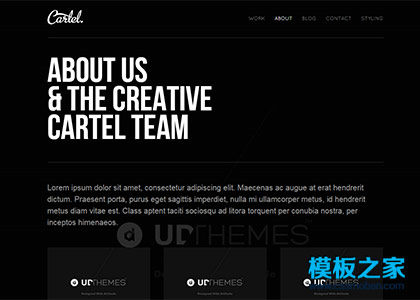 Cartel.
WORK ABOUT BLOG CONTACT STYLING
ABOUT US
& THE CREATIVE
CARTEL TEAM
Lorem ipsum dolor sit amet, consectetur adipiscing elit. Maecenas ac augue at erat hendrerit
dictum. Praesent porta, purus eget sagittis imperdiet, nulla mi ullamcorper metus, id hendrerit
metus diam vitae est. Class aptent taciti sociosqu ad litora torquent per conubia nostra, per
inceptos himenaeos.
UDTHEMES
UDTHEMES UDTHEMES UDTHEMES
模板之家